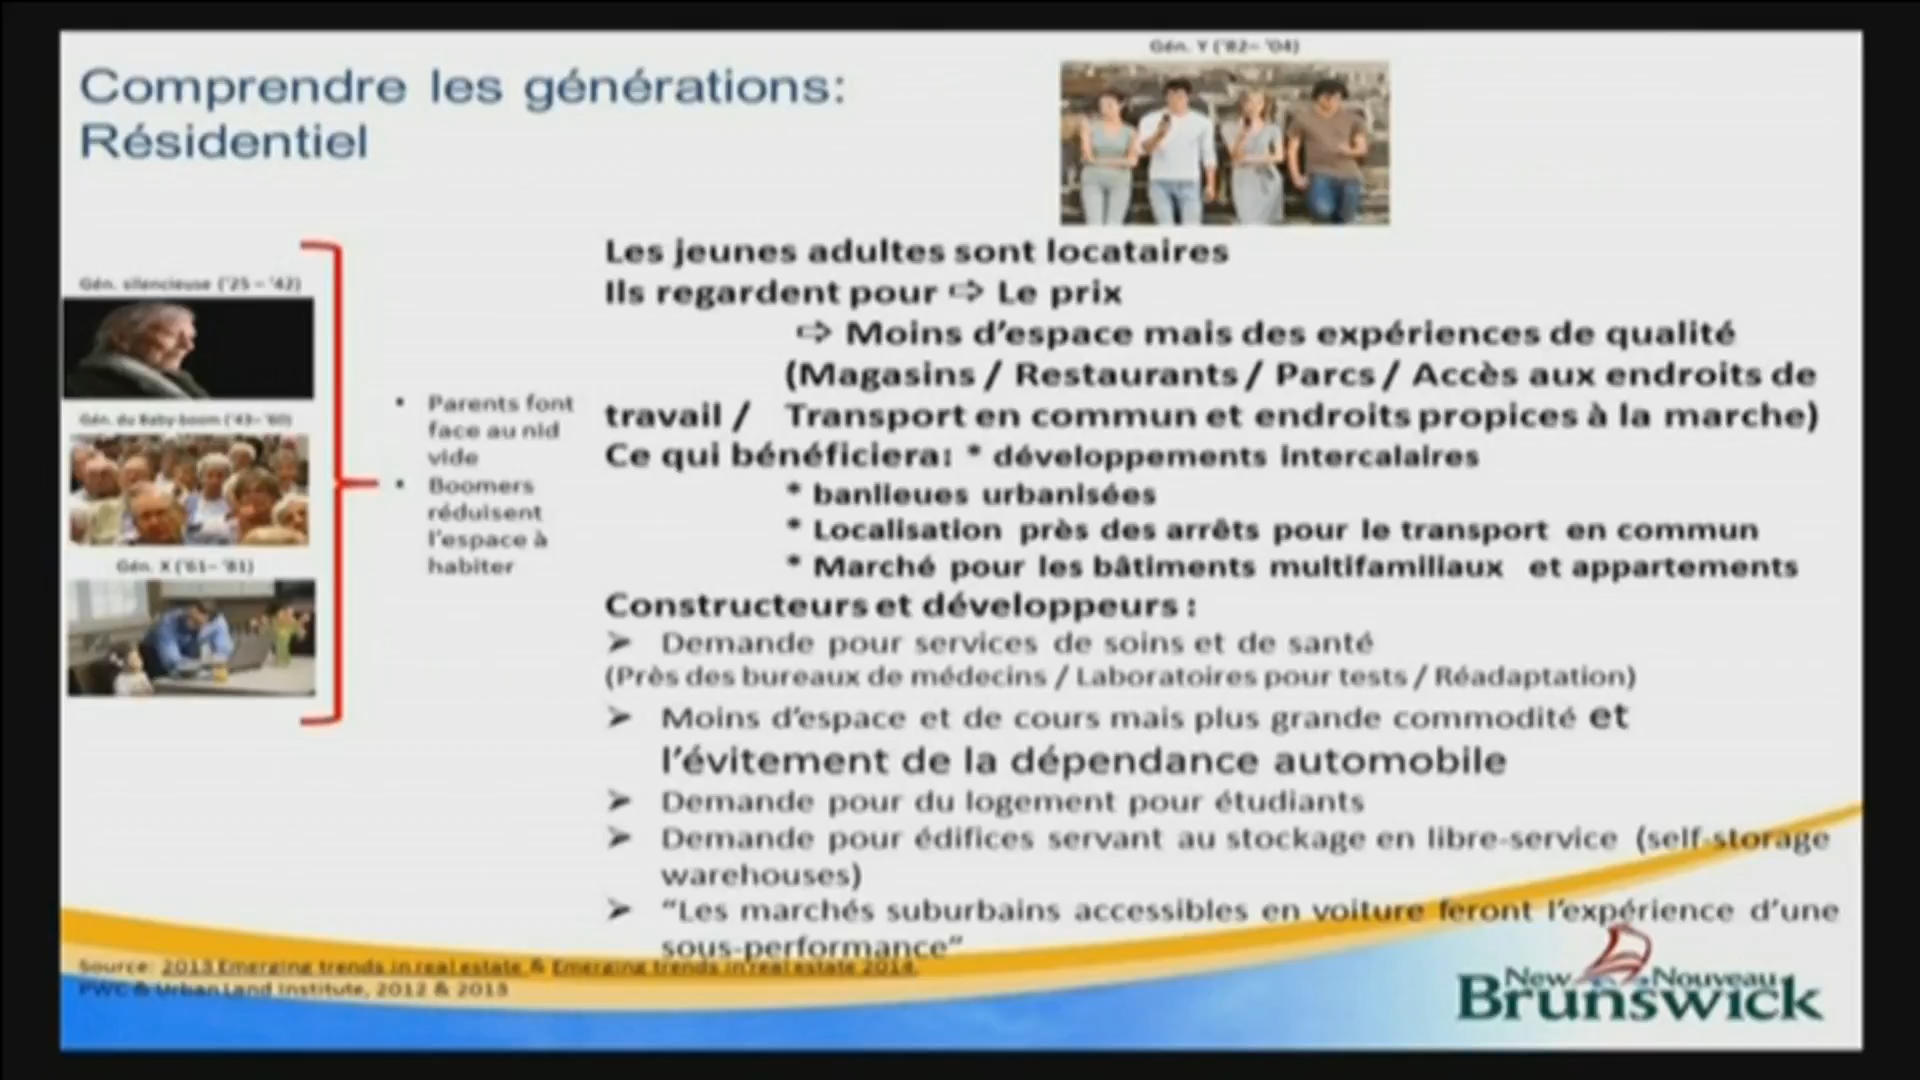 Gén. Y ('82– '04)
Comprendre les générations:
Résidentiel
Gén. silencieuse ('25 – '42)
Gén. du Baby-boom ('43– '60)
Gén. X ('61– '81)
• Parents font
face au nid
vide
• Boomers
réduisent
l'espace à
habiter
Les jeunes adultes sont locataires
Ils regardent pour ⇨ Le prix
⇨ Moins d'espace mais des expériences de qualité
(Magasins / Restaurants / Parcs / Accès aux endroits de
travail / Transport en commun et endroits propices à la marche)
Ce qui bénéficiera: * développements intercalaires
* banlieues urbanisées
* Localisation près des arrêts pour le transport en commun
* Marché pour les bâtiments multifamiliaux et appartements
Constructeurs et développeurs :
➢ Demande pour services de soins et de santé
(Près des bureaux de médecins / Laboratoires pour tests / Réadaptation)
➢ Moins d'espace et de cours mais plus grande commodité et
l'évitement de la dépendance automobile
➢ Demande pour du logement pour étudiants
➢ Demande pour édifices servant au stockage en libre-service (self-storage
warehouses)
➢ “Les marchés suburbains accessibles en voiture feront l'expérience d'une
sous-performance”
Source: 2013 Emerging trends in real estate & Emerging trends in real estate 2014,
PWC & Urban Land Institute, 2012 & 2013
New Nouveau
Brunswick